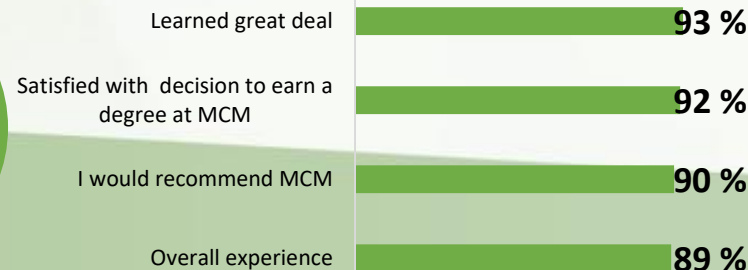 Learned great deal
93 %
Satisfied with decision to earn a
degree at MCM
92 %
I would recommend MCM
90 %
Overall experience
89 %